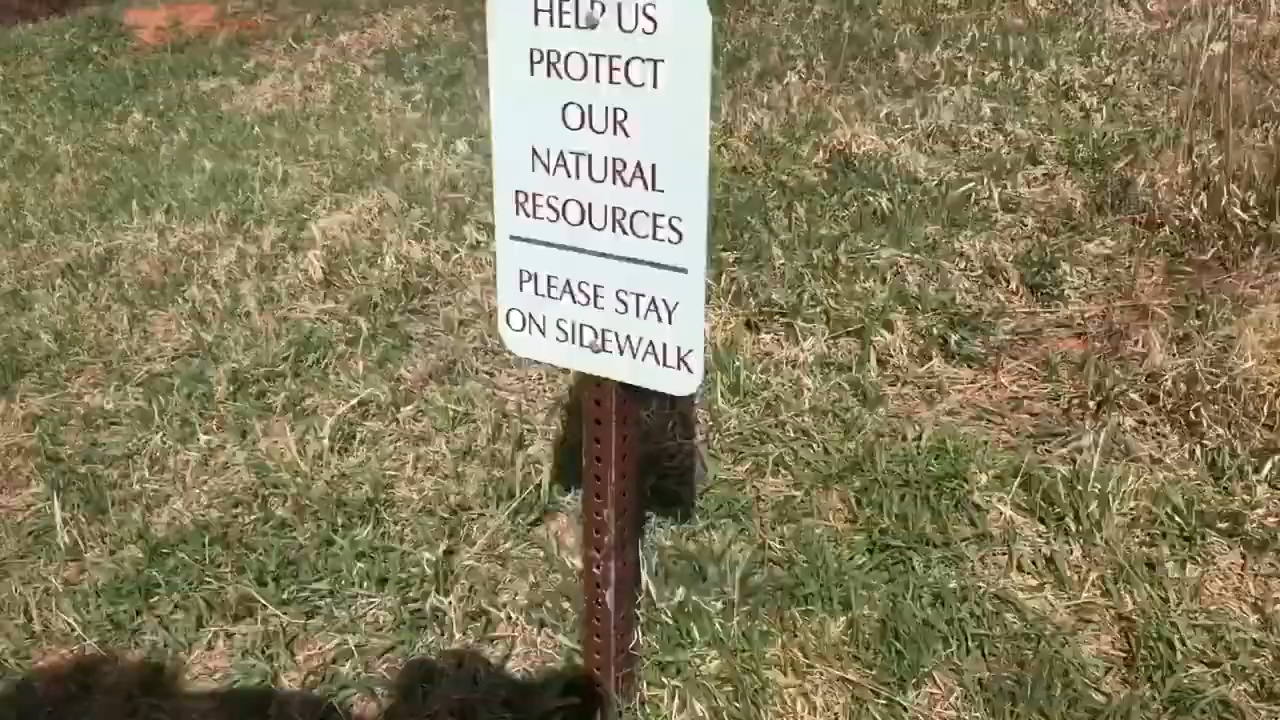 HELP US
PROTECT
OUR
NATURAL
RESOURCES
PLEASE STAY
ON SIDEWALK